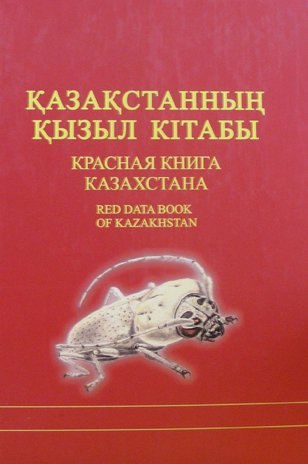 ҚАЗАҚСТАННЫҢ
ҚЫЗЫЛ КІТАБЫ
КРАСНАЯ КНИГА
КАЗАХСТАНА
RED DATA BOOK
OF KAZAKHSTAN